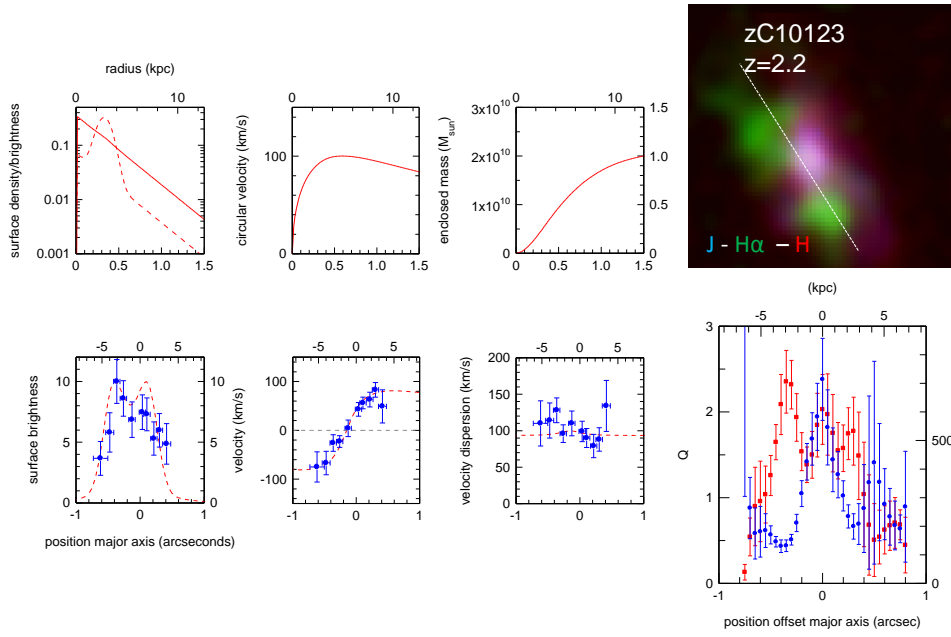 radius (kpc)
0 10
surface density/brightness
0.1
0.01
0.001
0 0.5 1.0 1.5
0 10
circular velocity (km/s)
100
0
0 0.5 1.0 1.5
0 10
enclosed mass (M_sun)
3x10^10
2x10^10
1x10^10
0
1.5
1.0
0.5
0
0 0.5 1.0 1.5
zC10123
z=2.2
J - Hα – H
-5 0 5
surface brightness
10
5
0
10
5
0
-1 0 1
position major axis (arcseconds)
-5 0 5
velocity (km/s)
100
0
-100
-1 0 1
-5 0 5
velocity dispersion (km/s)
200
150
100
50
0
-1 0 1
(kpc)
-5 0 5
Q
3
2
1
0
500
0
-1 0 1
position offset major axis (arcsec)